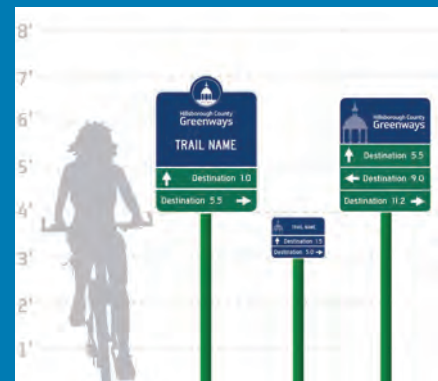 8'
7'
6'
5'
4'
3'
2'
1'
Hillsborough County
Greenways
TRAIL NAME
Destination 1.0
Destination 5.5
TRAIL NAME
Destination 1.5
Destination 3.0
Hillsborough County
Greenways
Destination 5.5
Destination 9.0
Destination 11.2